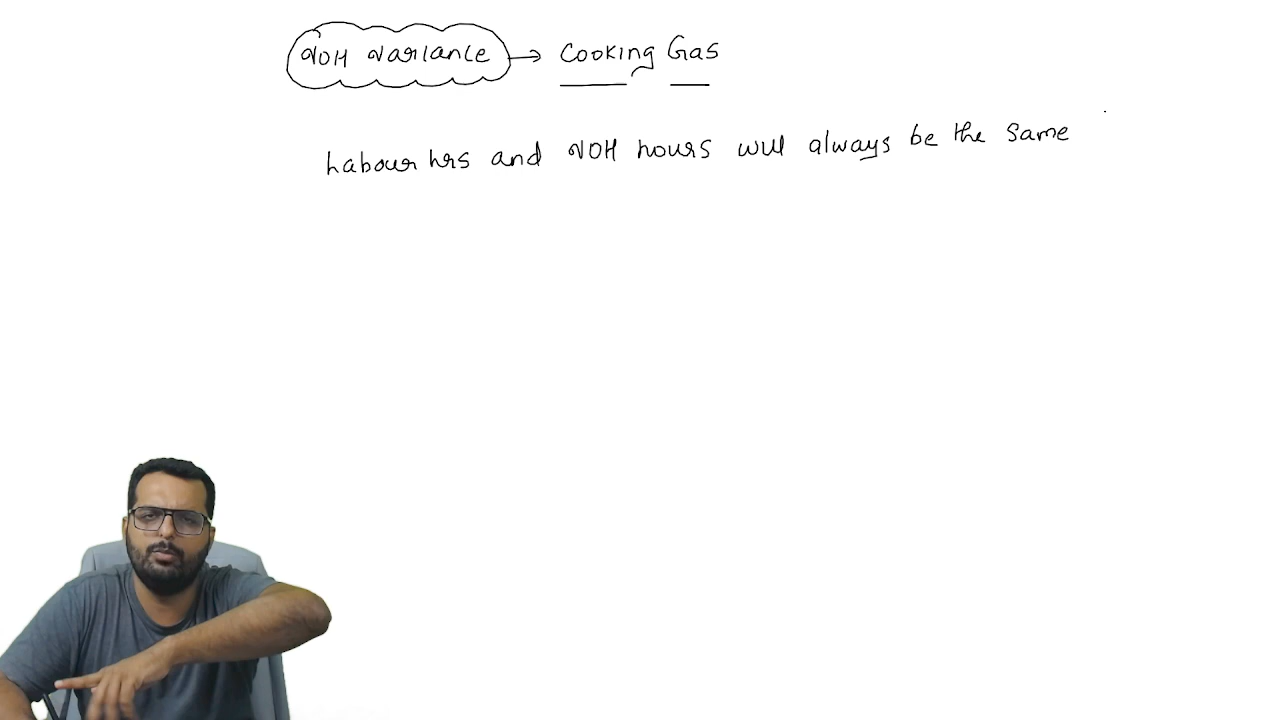 VOH Variance → Cooking Gas
Labour hrs and VOH hours will always be the same